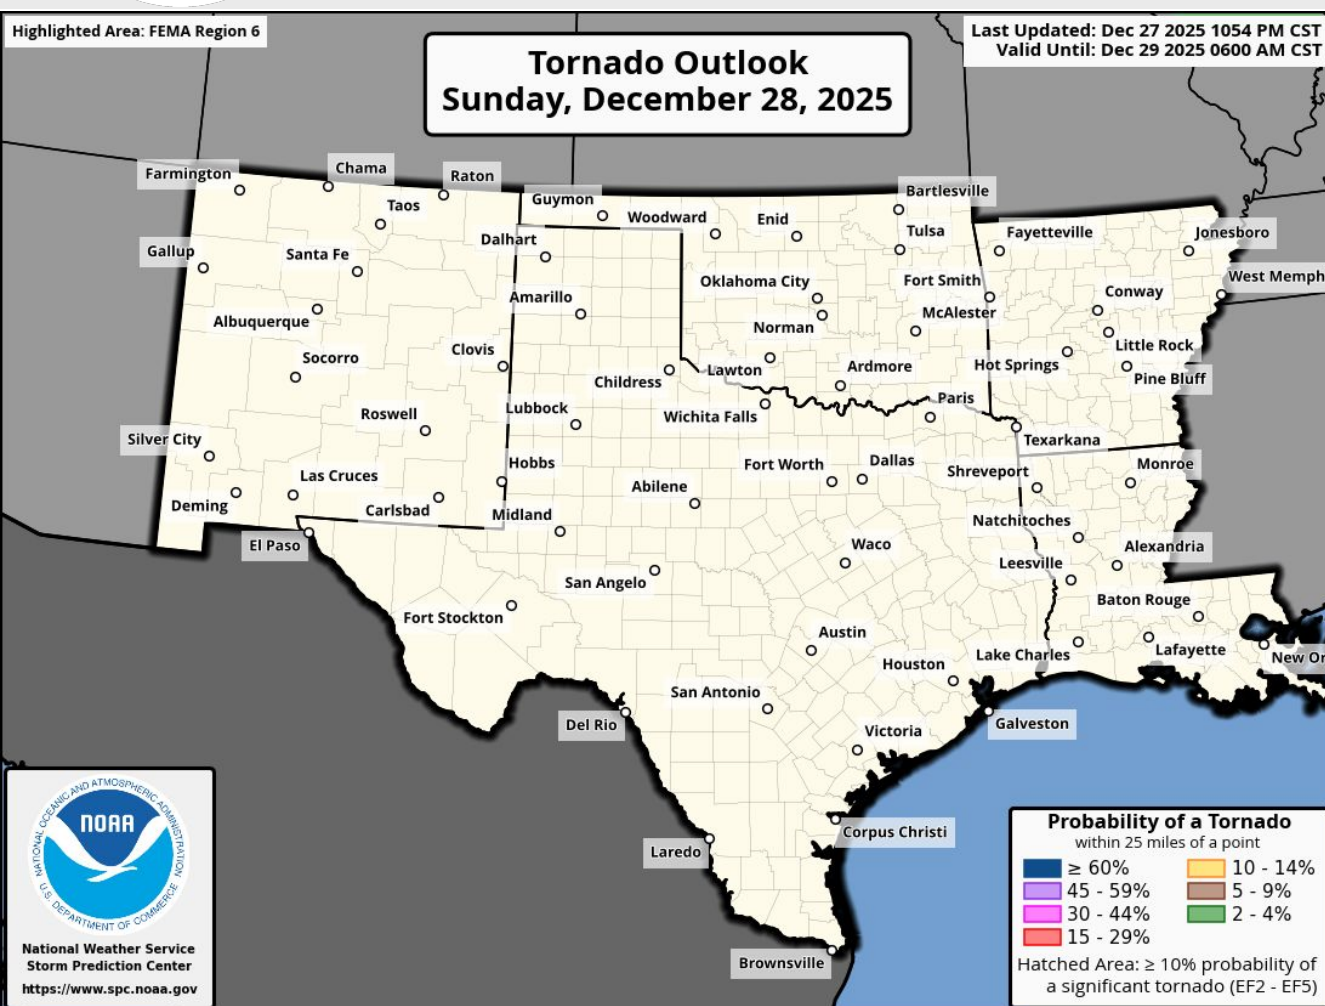 Highlighted Area: FEMA Region 6
Last Updated: Dec 27 2025 1054 PM CST
Valid Until: Dec 29 2025 0600 AM CST
Tornado Outlook
Sunday, December 28, 2025
Farmington
Chama
Raton
Taos
Guymon
Woodward
Enid
Bartlesville
Tulsa
Fayetteville
Jonesboro
Gallup
Santa Fe
Dalhart
Oklahoma City
Fort Smith
West Memph
Amarillo
Conway
Albuquerque
Norman
McAlester
Little Rock
Socorro
Clovis
Childress
Lawton
Ardmore
Hot Springs
Pine Bluff
Roswell
Lubbock
Wichita Falls
Paris
Texarkana
Silver City
Las Cruces
Hobbs
Fort Worth
Dallas
Shreveport
Monroe
Deming
Carlsbad
Abilene
Midland
Natchitoches
El Paso
Waco
Alexandria
San Angelo
Leesville
Fort Stockton
Baton Rouge
Austin
Lake Charles
Lafayette
New Or
Houston
San Antonio
Del Rio
Galveston
Victoria
Corpus Christi
Laredo
Brownsville
NATIONAL OCEANIC AND ATMOSPHERIC ADMINISTRATION
NOAA
U.S. DEPARTMENT OF COMMERCE
National Weather Service
Storm Prediction Center
https://www.spc.noaa.gov
Probability of a Tornado
within 25 miles of a point
≥ 60%
10 - 14%
45 - 59%
5 - 9%
30 - 44%
2 - 4%
15 - 29%
Hatched Area: ≥ 10% probability of
a significant tornado (EF2 - EF5)